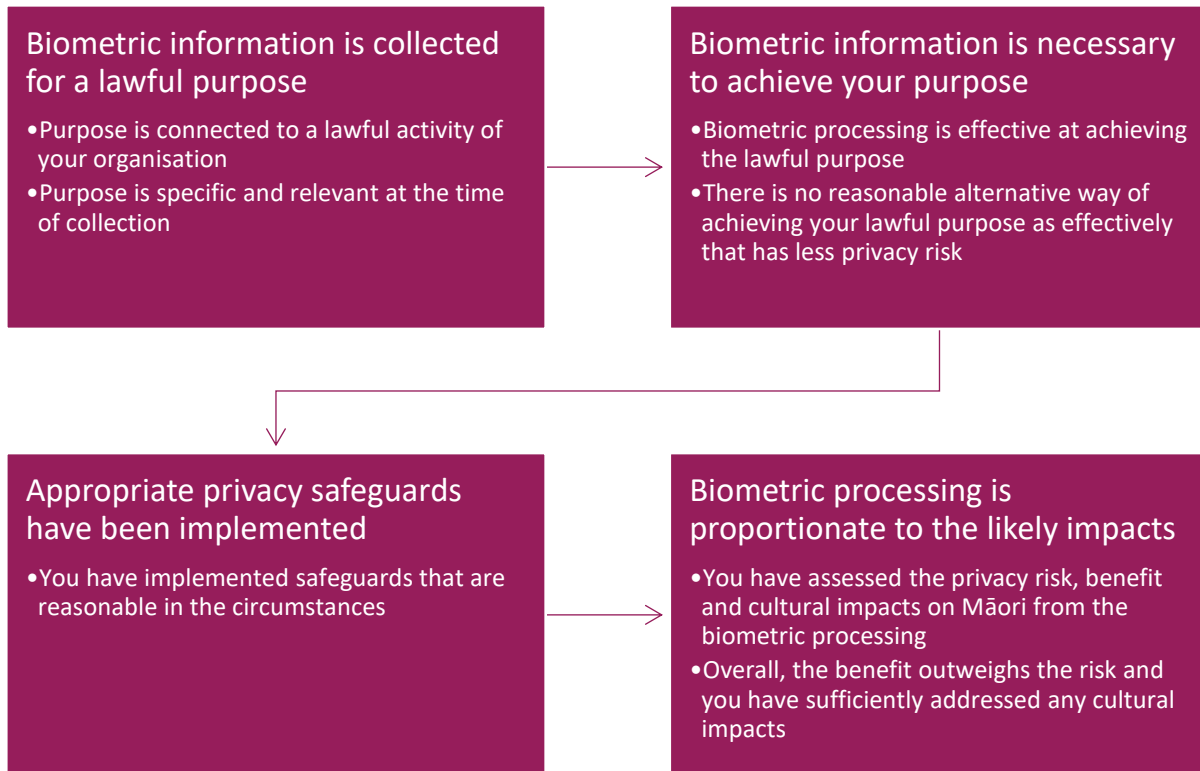 Biometric information is collected
for a lawful purpose
•Purpose is connected to a lawful activity of
your organisation
•Purpose is specific and relevant at the time
of collection
Biometric information is necessary
to achieve your purpose
•Biometric processing is effective at achieving
the lawful purpose
•There is no reasonable alternative way of
achieving your lawful purpose as effectively
that has less privacy risk
Appropriate privacy safeguards
have been implemented
•You have implemented safeguards that are
reasonable in the circumstances
Biometric processing is
proportionate to the likely impacts
•You have assessed the privacy risk, benefit
and cultural impacts on Māori from the
biometric processing
•Overall, the benefit outweighs the risk and
you have sufficiently addressed any cultural
impacts